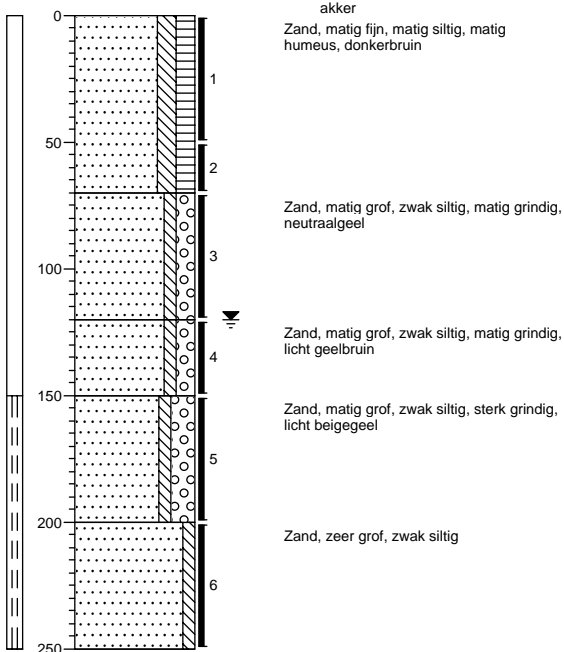 akker
0
Zand, matig fijn, matig siltig, matig
humeus, donkerbruin
1
50
2
Zand, matig grof, zwak siltig, matig grindig,
neutraalgeel
3
100
Zand, matig grof, zwak siltig, matig grindig,
licht geelbruin
4
150
Zand, matig grof, zwak siltig, sterk grindig,
licht beigegeel
5
200
Zand, zeer grof, zwak siltig
6
250